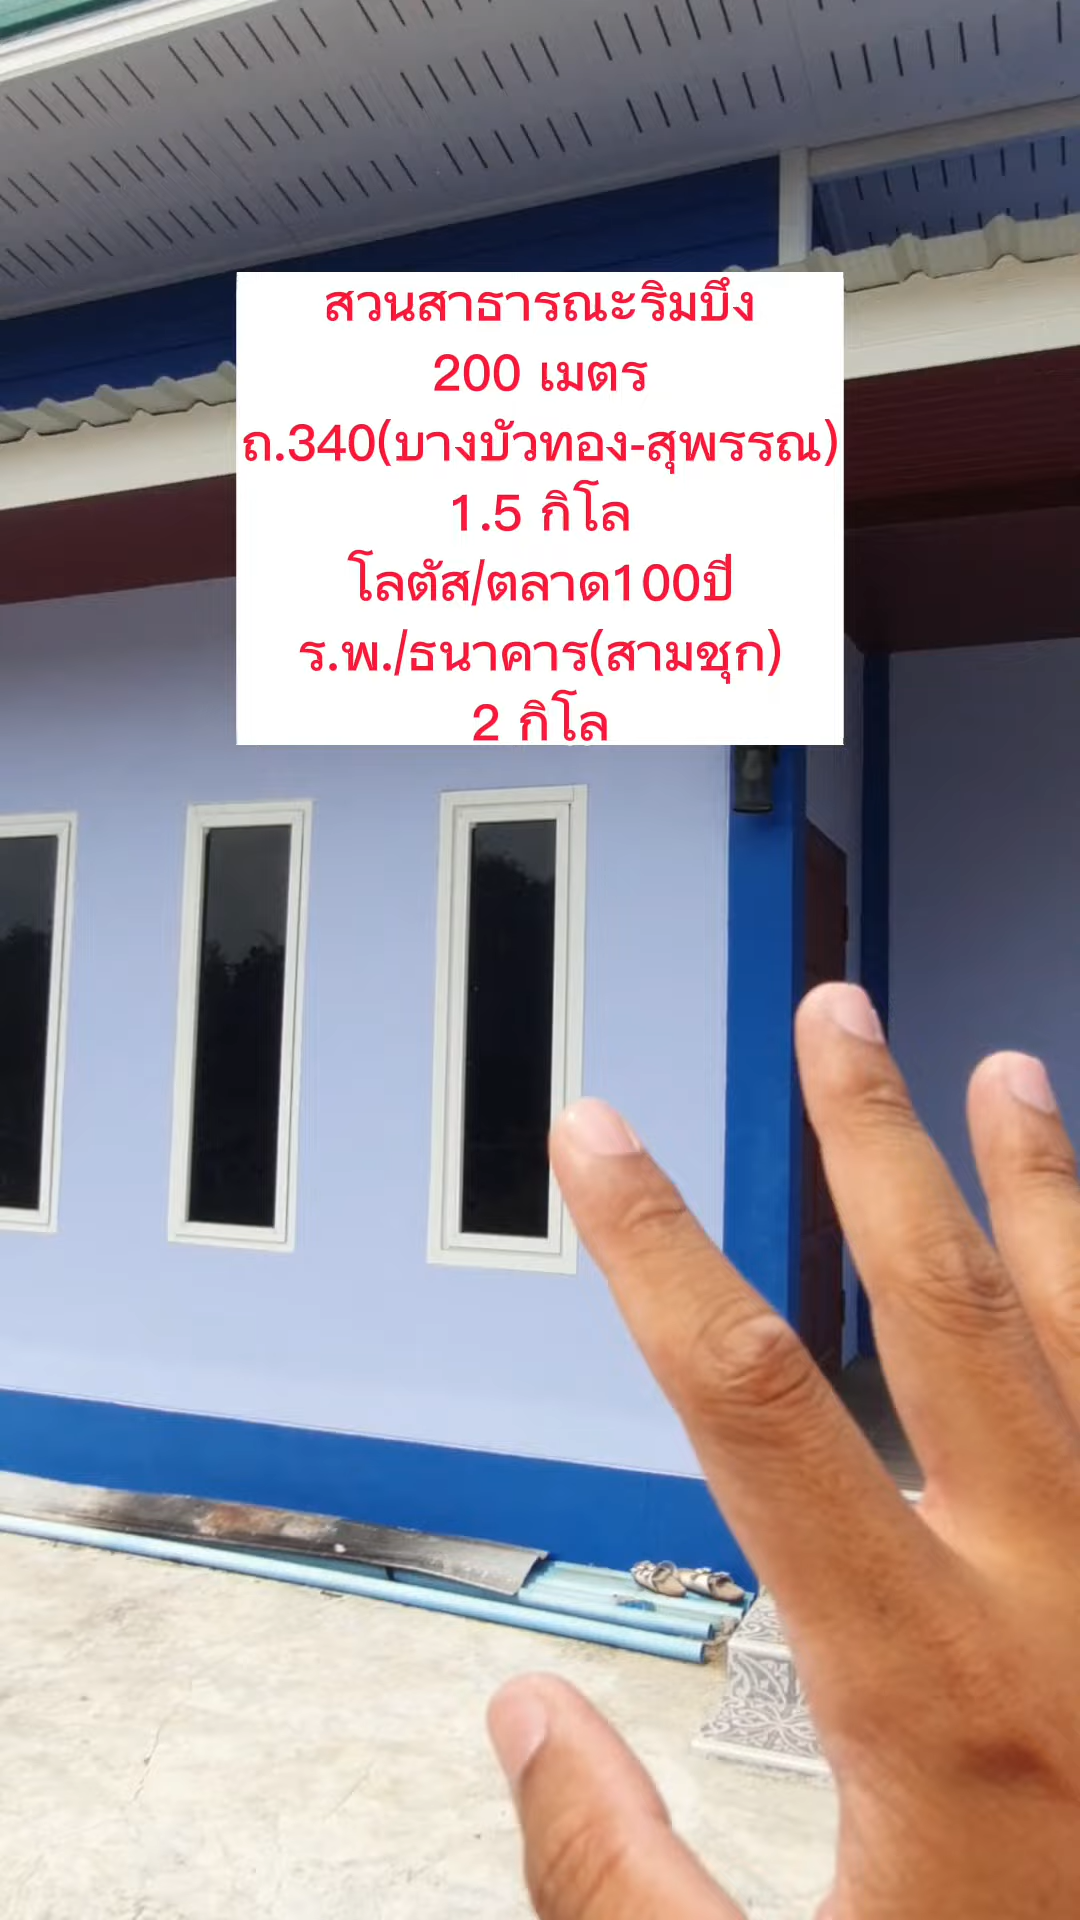 สวนสาธารณะริมบึง
200 เมตร
ถ.340(บางบัวทอง-สุพรรณ)
1.5 กิโล
โลตัส/ตลาด100ปี
ร.พ./ธนาคาร(สามชุก)
2 กิโล